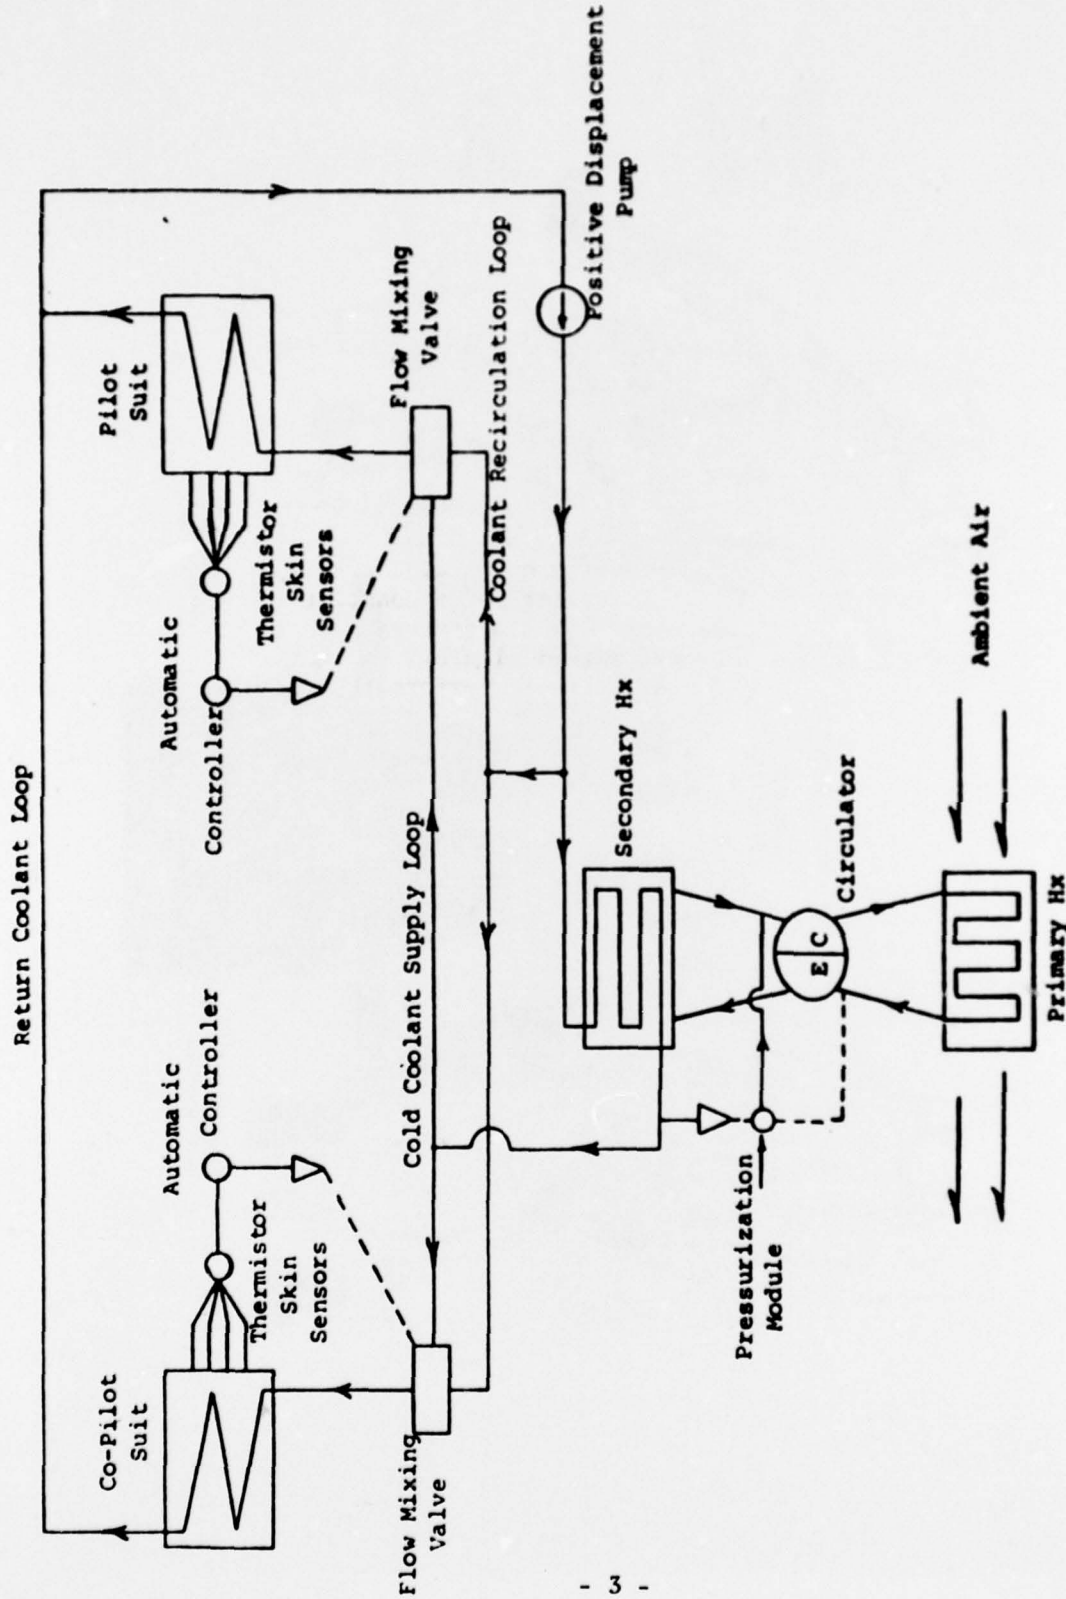 Return Coolant Loop
Co-Pilot
Suit
Automatic
Controller
Thermistor
Skin
Sensors
Pilot
Suit
Automatic
Controller
Thermistor
Skin
Sensors
Flow Mixing
Valve
Flow Mixing
Valve
Cold Coolant Supply Loop
Coolant Recirculation Loop
Positive Displacement
Pump
Secondary Hx
Pressurization
Module
E C
Circulator
Ambient Air
Primary Hx
- 3 -